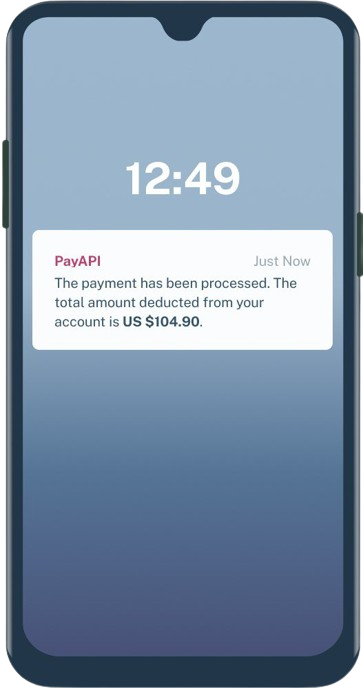 12:49
PayAPI Just Now
The payment has been processed. The
total amount deducted from your
account is US $104.90.